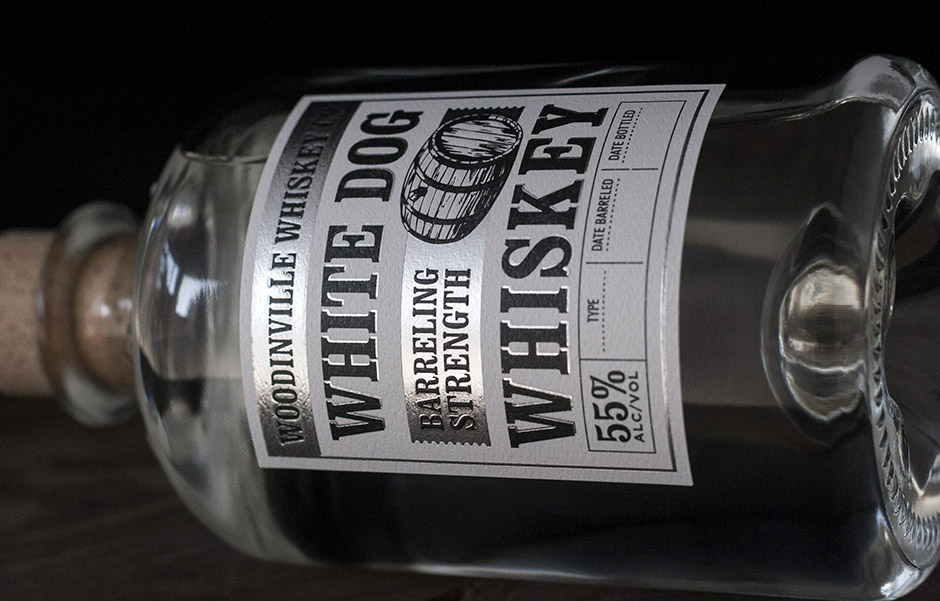 WOODINVILLE WHISKEY CO.
WHITE DOG
BARRELING
STRENGTH
WHISKEY
55%
ALC/VOL
TYPE
DATE BARRELED
DATE BOTTLED